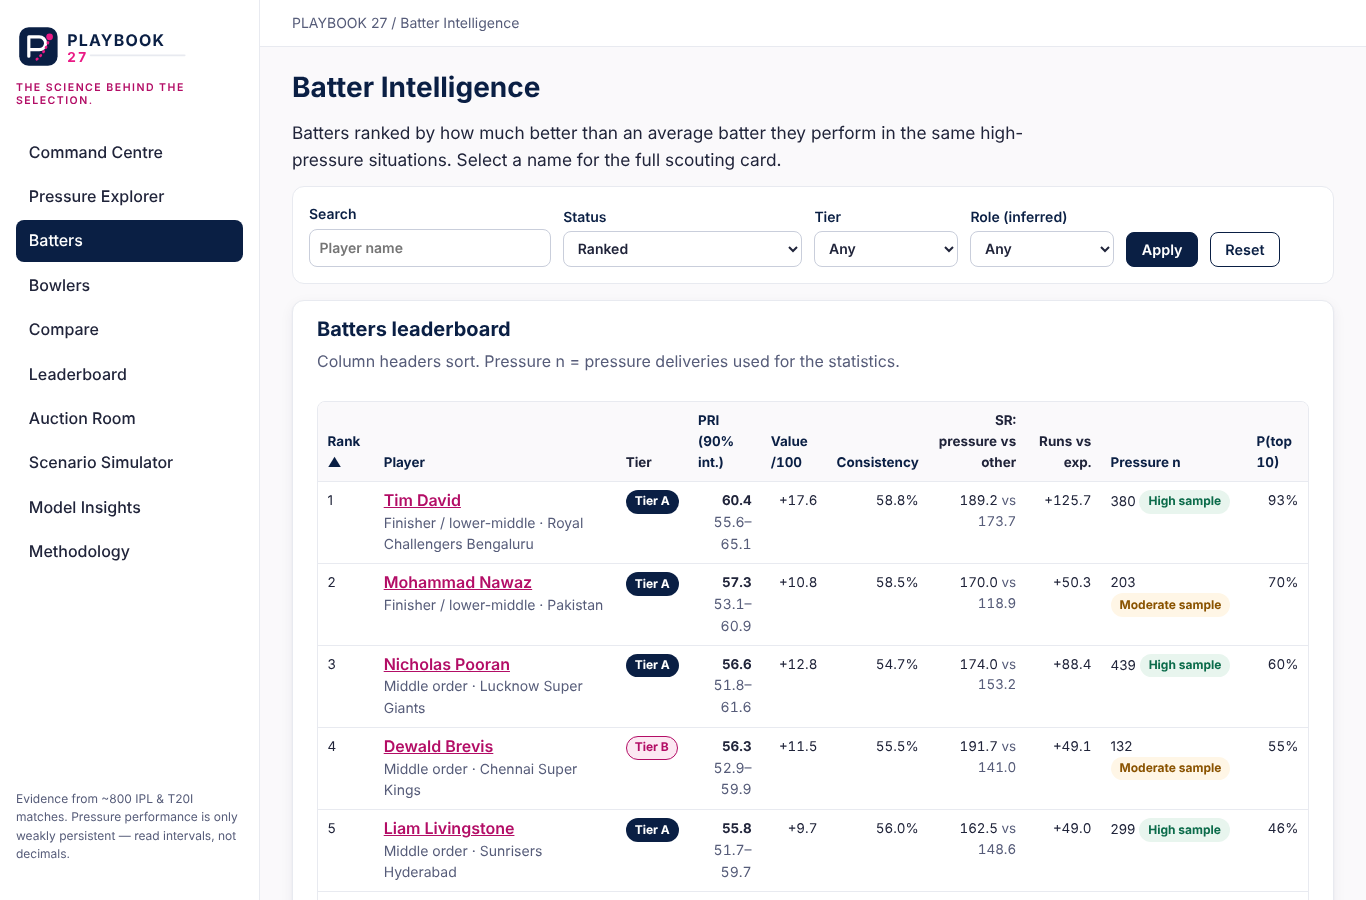 PLAYBOOK
27
THE SCIENCE BEHIND THE
SELECTION.
Command Centre
Pressure Explorer
Batters
Bowlers
Compare
Leaderboard
Auction Room
Scenario Simulator
Model Insights
Methodology
Evidence from ~800 IPL & T20I
matches. Pressure performance is only
weakly persistent — read intervals, not
decimals.
PLAYBOOK 27 / Batter Intelligence
Batter Intelligence
Batters ranked by how much better than an average batter they perform in the same high-
pressure situations. Select a name for the full scouting card.
Search
Player name
Status
Ranked
Tier
Any
Role (inferred)
Any
Apply
Reset
Batters leaderboard
Column headers sort. Pressure n = pressure deliveries used for the statistics.
Rank ▲ Player Tier PRI (90% int.) Value /100 Consistency SR: pressure vs other Runs vs exp. Pressure n P(top 10)
1 Tim David Tier A 60.4 +17.6 58.8% 189.2 vs +125.7 380 High sample 93%
Finisher / lower-middle · Royal 55.6– 173.7
Challengers Bengaluru 65.1
2 Mohammad Nawaz Tier A 57.3 +10.8 58.5% 170.0 vs +50.3 203 70%
Finisher / lower-middle · Pakistan 53.1– 118.9 Moderate sample
60.9
3 Nicholas Pooran Tier A 56.6 +12.8 54.7% 174.0 vs +88.4 439 High sample 60%
Middle order · Lucknow Super 51.8– 153.2
Giants 61.6
4 Dewald Brevis Tier B 56.3 +11.5 55.5% 191.7 vs +49.1 132 55%
Middle order · Chennai Super 52.9– 141.0 Moderate sample
Kings 59.9
5 Liam Livingstone Tier A 55.8 +9.7 56.0% 162.5 vs +49.0 299 High sample 46%
Middle order · Sunrisers 51.7– 148.6
Hyderabad 59.7